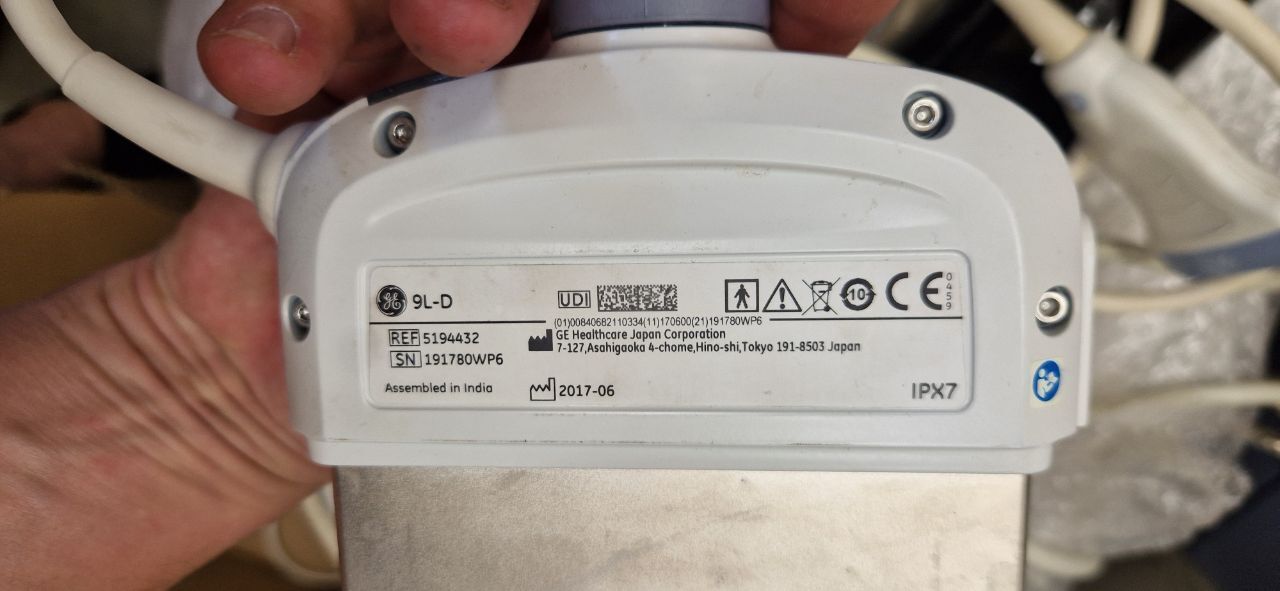 GE 9L-D
UDI
10
CE 0459
(01)00840682110334(11)170600(21)191780WP6
REF 5194432
GE Healthcare Japan Corporation
SN 191780WP6
7-127,Asahigaoka 4-chome,Hino-shi,Tokyo 191-8503 Japan
Assembled in India
2017-06
IPX7